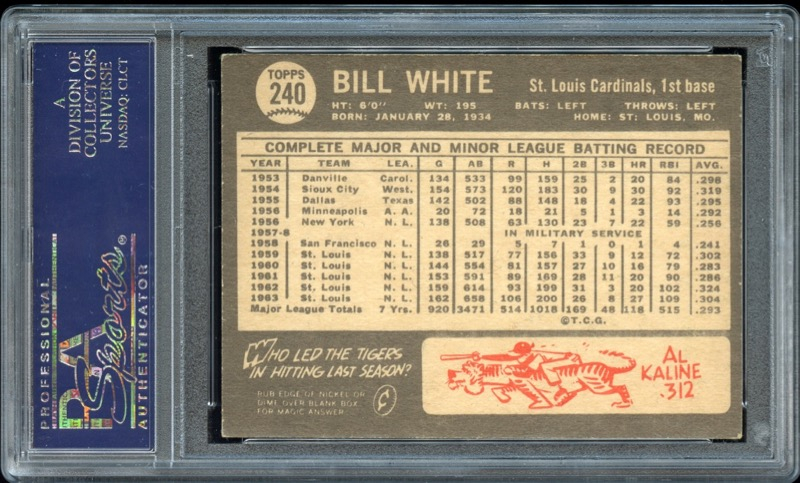 A
DIVISION OF
COLLECTORS
UNIVERSE
NASDAQ: CLCT
PROFESSIONAL
PSA
Sports®
AUTHENTICATOR
TOPPS
240
BILL WHITE
St. Louis Cardinals, 1st base
HT: 6'0" WT: 195 BATS: LEFT THROWS: LEFT
BORN: JANUARY 28, 1934 HOME: ST. LOUIS, MO.
COMPLETE MAJOR AND MINOR LEAGUE BATTING RECORD
YEAR TEAM LEA. G AB R H 2B 3B HR RBI AVG.
1953 Danville Carol. 134 533 99 159 25 2 20 84 .298
1954 Sioux City West. 154 573 120 183 30 9 30 92 .319
1955 Dallas Texas 142 502 88 148 18 4 22 93 .295
1956 Minneapolis A. A. 20 72 18 21 5 1 3 14 .292
1956 New York N. L. 138 508 63 130 23 7 22 59 .256
1957-8 IN MILITARY SERVICE
1958 San Francisco N. L. 26 29 5 7 1 0 1 4 .241
1959 St. Louis N. L. 138 517 77 156 33 9 12 72 .302
1960 St. Louis N. L. 144 554 81 157 27 10 16 79 .283
1961 St. Louis N. L. 153 591 89 169 28 11 20 90 .286
1962 St. Louis N. L. 159 614 93 199 31 3 20 102 .324
1963 St. Louis N. L. 162 658 106 200 26 8 27 109 .304
Major League Totals 7 Yrs. 920 3471 514 1018 169 48 118 515 .293
©T.C.G.
WHO LED THE TIGERS
IN HITTING LAST SEASON?
RUB EDGE OF NICKEL OR
DIME OVER BLANK BOX
FOR MAGIC ANSWER.
AL
KALINE
.312